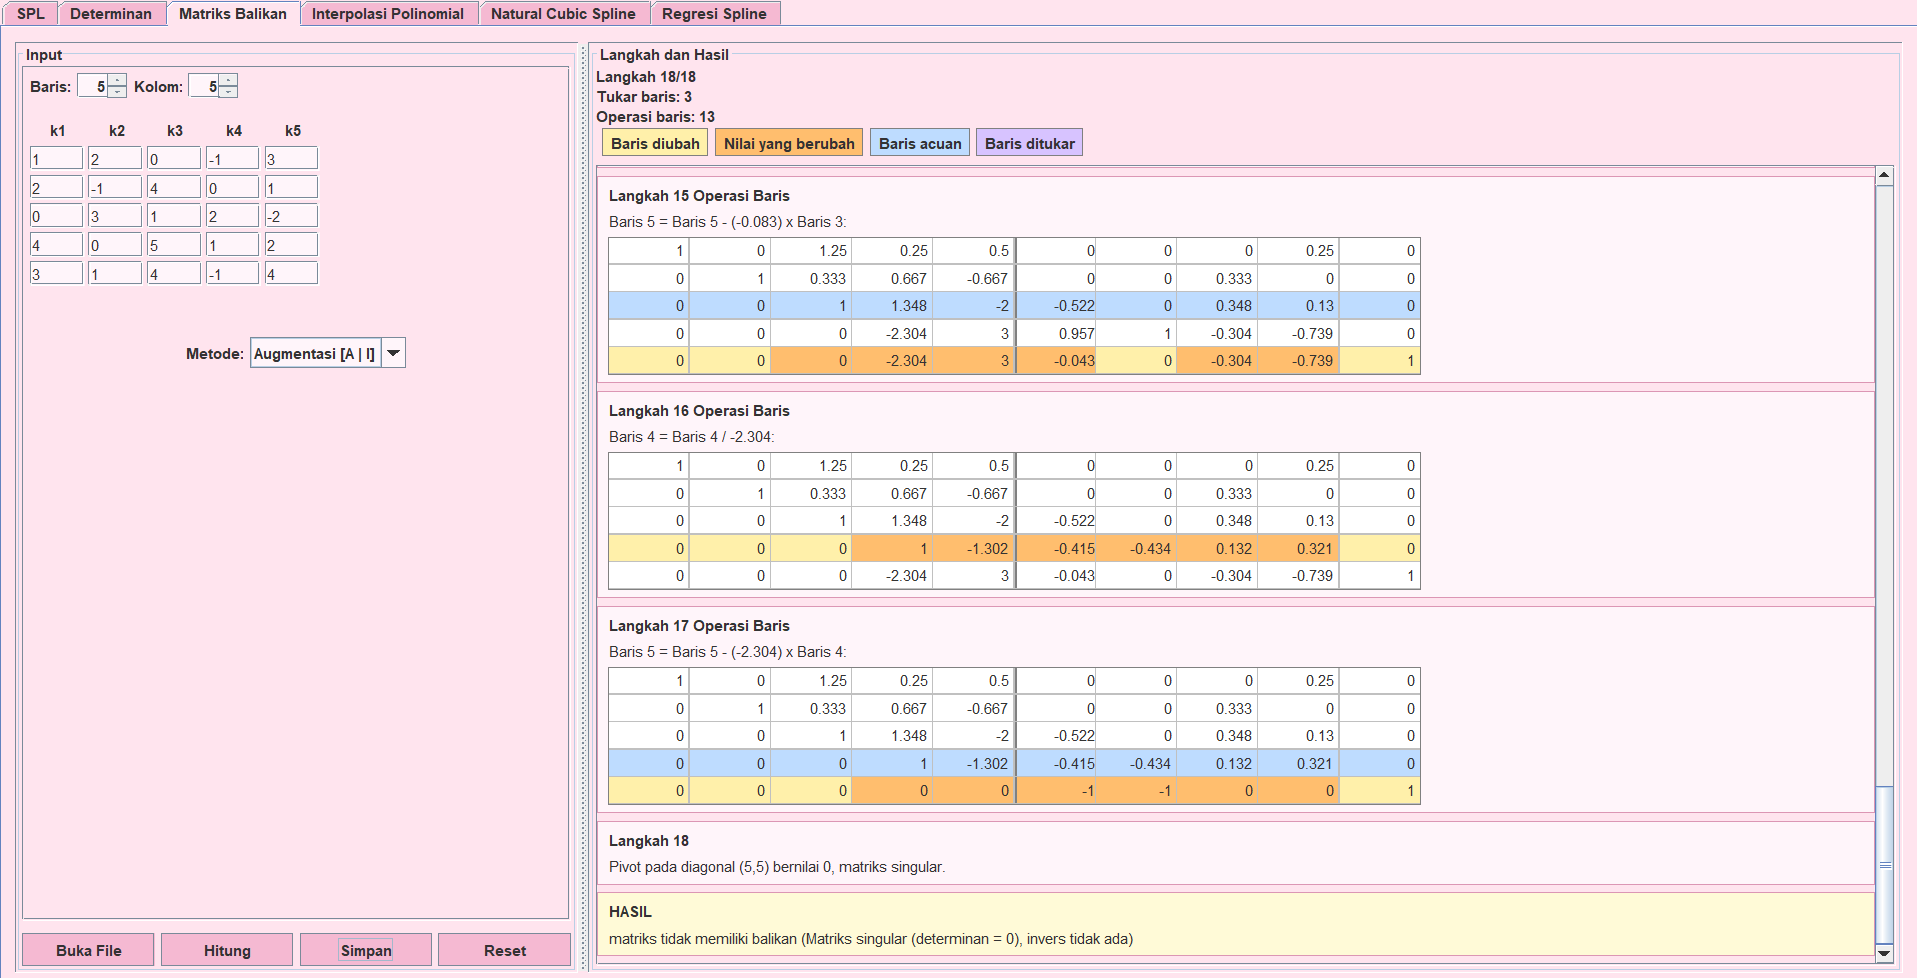 SPL Determinan Matriks Balikan Interpolasi Polinomial Natural Cubic Spline Regresi Spline
Input
Baris: 5 Kolom: 5
k1 k2 k3 k4 k5
1 2 0 -1 3
2 -1 4 0 1
0 3 1 2 -2
4 0 5 1 2
3 1 4 -1 4
Metode: Augmentasi [A | I]
Buka File Hitung Simpan Reset
Langkah dan Hasil
Langkah 18/18
Tukar baris: 3
Operasi baris: 13
Baris diubah Nilai yang berubah Baris acuan Baris ditukar
Langkah 15 Operasi Baris
Baris 5 = Baris 5 - (-0.083) x Baris 3:
1 0 1.25 0.25 0.5 0 0 0 0.25 0
0 1 0.333 0.667 -0.667 0 0 0.333 0 0
0 0 1 1.348 -2 -0.522 0 0.348 0.13 0
0 0 0 -2.304 3 0.957 1 -0.304 -0.739 0
0 0 0 -2.304 3 -0.043 0 -0.304 -0.739 1
Langkah 16 Operasi Baris
Baris 4 = Baris 4 / -2.304:
1 0 1.25 0.25 0.5 0 0 0 0.25 0
0 1 0.333 0.667 -0.667 0 0 0.333 0 0
0 0 1 1.348 -2 -0.522 0 0.348 0.13 0
0 0 0 1 -1.302 -0.415 -0.434 0.132 0.321 0
0 0 0 -2.304 3 -0.043 0 -0.304 -0.739 1
Langkah 17 Operasi Baris
Baris 5 = Baris 5 - (-2.304) x Baris 4:
1 0 1.25 0.25 0.5 0 0 0 0.25 0
0 1 0.333 0.667 -0.667 0 0 0.333 0 0
0 0 1 1.348 -2 -0.522 0 0.348 0.13 0
0 0 0 1 -1.302 -0.415 -0.434 0.132 0.321 0
0 0 0 0 0 -1 -1 0 0 1
Langkah 18
Pivot pada diagonal (5,5) bernilai 0, matriks singular.
HASIL
matriks tidak memiliki balikan (Matriks singular (determinan = 0), invers tidak ada)